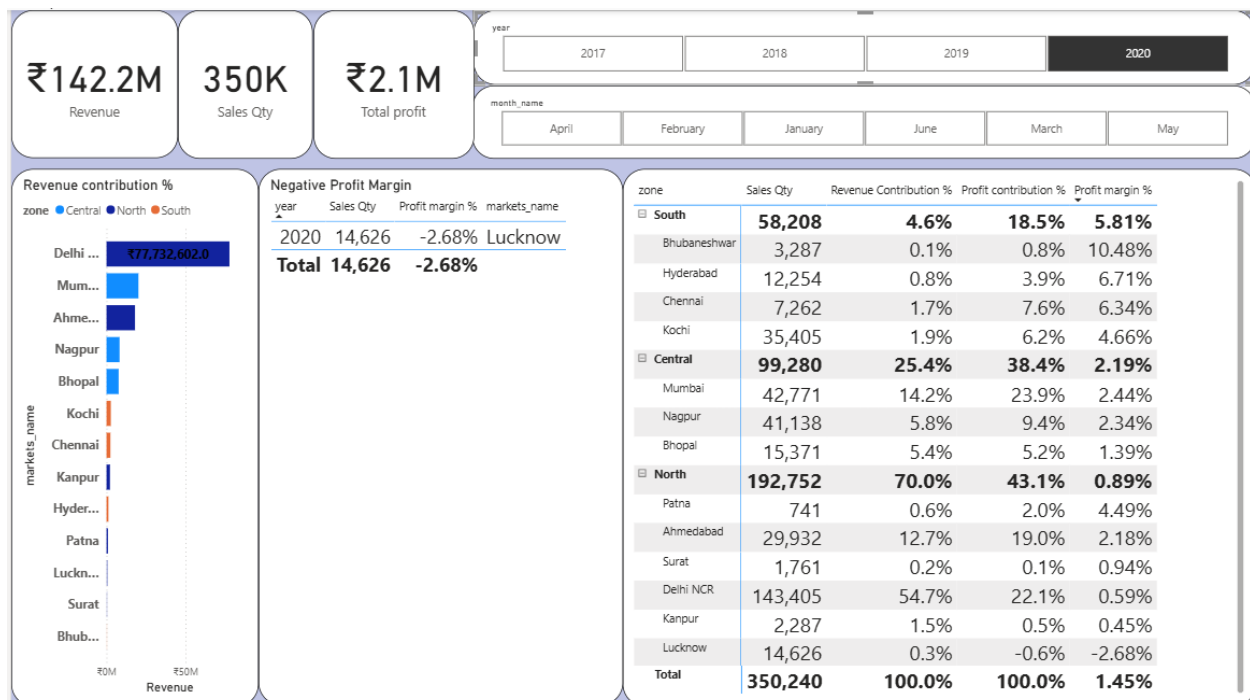 ₹142.2M
Revenue
350K
Sales Qty
₹2.1M
Total profit
year
2017 2018 2019 2020
month_name
April February January June March May
Revenue contribution %
zone Central North South
markets_name
Delhi ... ₹77,732,602.0
Mum...
Ahme...
Nagpur
Bhopal
Kochi
Chennai
Kanpur
Hyder...
Patna
Luckn...
Surat
Bhub...
₹0M ₹50M
Revenue
Negative Profit Margin
year Sales Qty Profit margin % markets_name
2020 14,626 -2.68% Lucknow
Total 14,626 -2.68%
zone Sales Qty Revenue Contribution % Profit contribution % Profit margin %
South 58,208 4.6% 18.5% 5.81%
Bhubaneshwar 3,287 0.1% 0.8% 10.48%
Hyderabad 12,254 0.8% 3.9% 6.71%
Chennai 7,262 1.7% 7.6% 6.34%
Kochi 35,405 1.9% 6.2% 4.66%
Central 99,280 25.4% 38.4% 2.19%
Mumbai 42,771 14.2% 23.9% 2.44%
Nagpur 41,138 5.8% 9.4% 2.34%
Bhopal 15,371 5.4% 5.2% 1.39%
North 192,752 70.0% 43.1% 0.89%
Patna 741 0.6% 2.0% 4.49%
Ahmedabad 29,932 12.7% 19.0% 2.18%
Surat 1,761 0.2% 0.1% 0.94%
Delhi NCR 143,405 54.7% 22.1% 0.59%
Kanpur 2,287 1.5% 0.5% 0.45%
Lucknow 14,626 0.3% -0.6% -2.68%
Total 350,240 100.0% 100.0% 1.45%